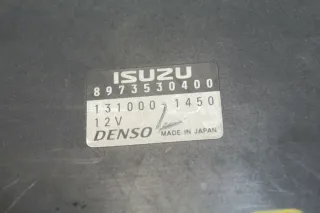 ISUZU
8973530400
131000-1450
12V
DENSO MADE IN JAPAN